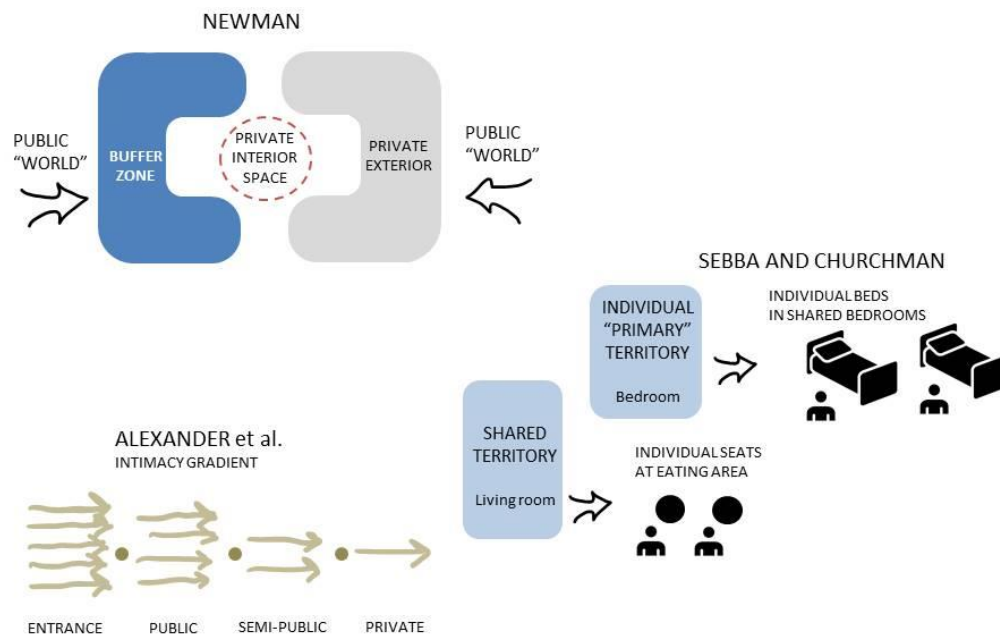 NEWMAN
PUBLIC
“WORLD”
BUFFER
ZONE
PRIVATE
INTERIOR
SPACE
PRIVATE
EXTERIOR
PUBLIC
“WORLD”
SEBBA AND CHURCHMAN
INDIVIDUAL
“PRIMARY”
TERRITORY
Bedroom
INDIVIDUAL BEDS
IN SHARED BEDROOMS
SHARED
TERRITORY
Living room
INDIVIDUAL SEATS
AT EATING AREA
ALEXANDER et al.
INTIMACY GRADIENT
ENTRANCE
PUBLIC
SEMI-PUBLIC
PRIVATE